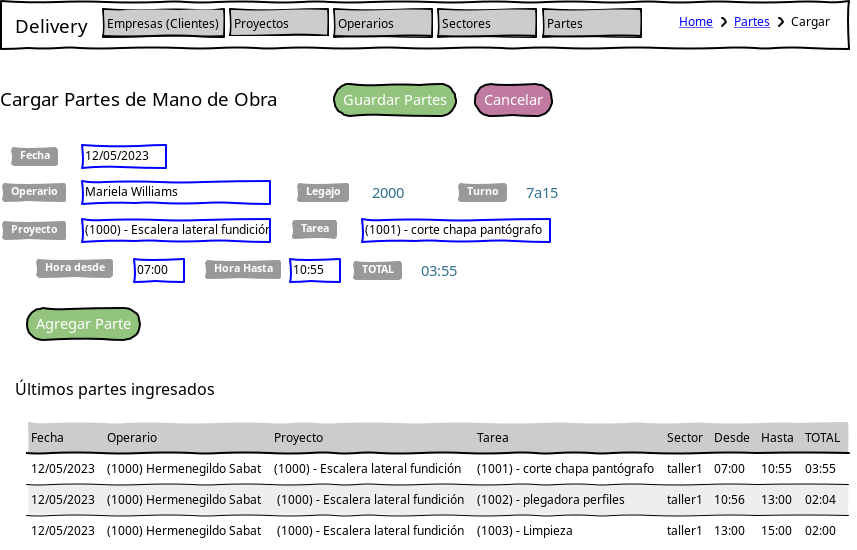 Delivery Empresas (Clientes) Proyectos Operarios Sectores Partes Home > Partes > Cargar
Cargar Partes de Mano de Obra Guardar Partes Cancelar
Fecha 12/05/2023
Operario Mariela Williams Legajo 2000 Turno 7a15
Proyecto (1000) - Escalera lateral fundición Tarea (1001) - corte chapa pantógrafo
Hora desde 07:00 Hora Hasta 10:55 TOTAL 03:55
Agregar Parte
Últimos partes ingresados
Fecha Operario Proyecto Tarea Sector Desde Hasta TOTAL
12/05/2023 (1000) Hermenegildo Sabat (1000) - Escalera lateral fundición (1001) - corte chapa pantógrafo taller1 07:00 10:55 03:55
12/05/2023 (1000) Hermenegildo Sabat (1000) - Escalera lateral fundición (1002) - plegadora perfiles taller1 10:56 13:00 02:04
12/05/2023 (1000) Hermenegildo Sabat (1000) - Escalera lateral fundición (1003) - Limpieza taller1 13:00 15:00 02:00